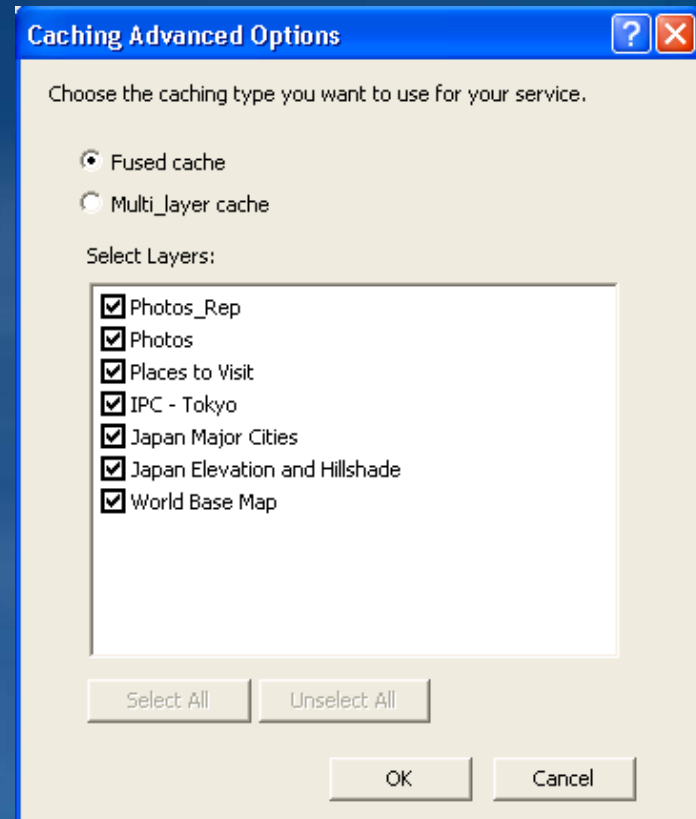 Caching Advanced Options
Choose the caching type you want to use for your service.
Fused cache
Multi_layer cache
Select Layers:
Photos_Rep
Photos
Places to Visit
IPC - Tokyo
Japan Major Cities
Japan Elevation and Hillshade
World Base Map
Select All Unselect All
OK Cancel